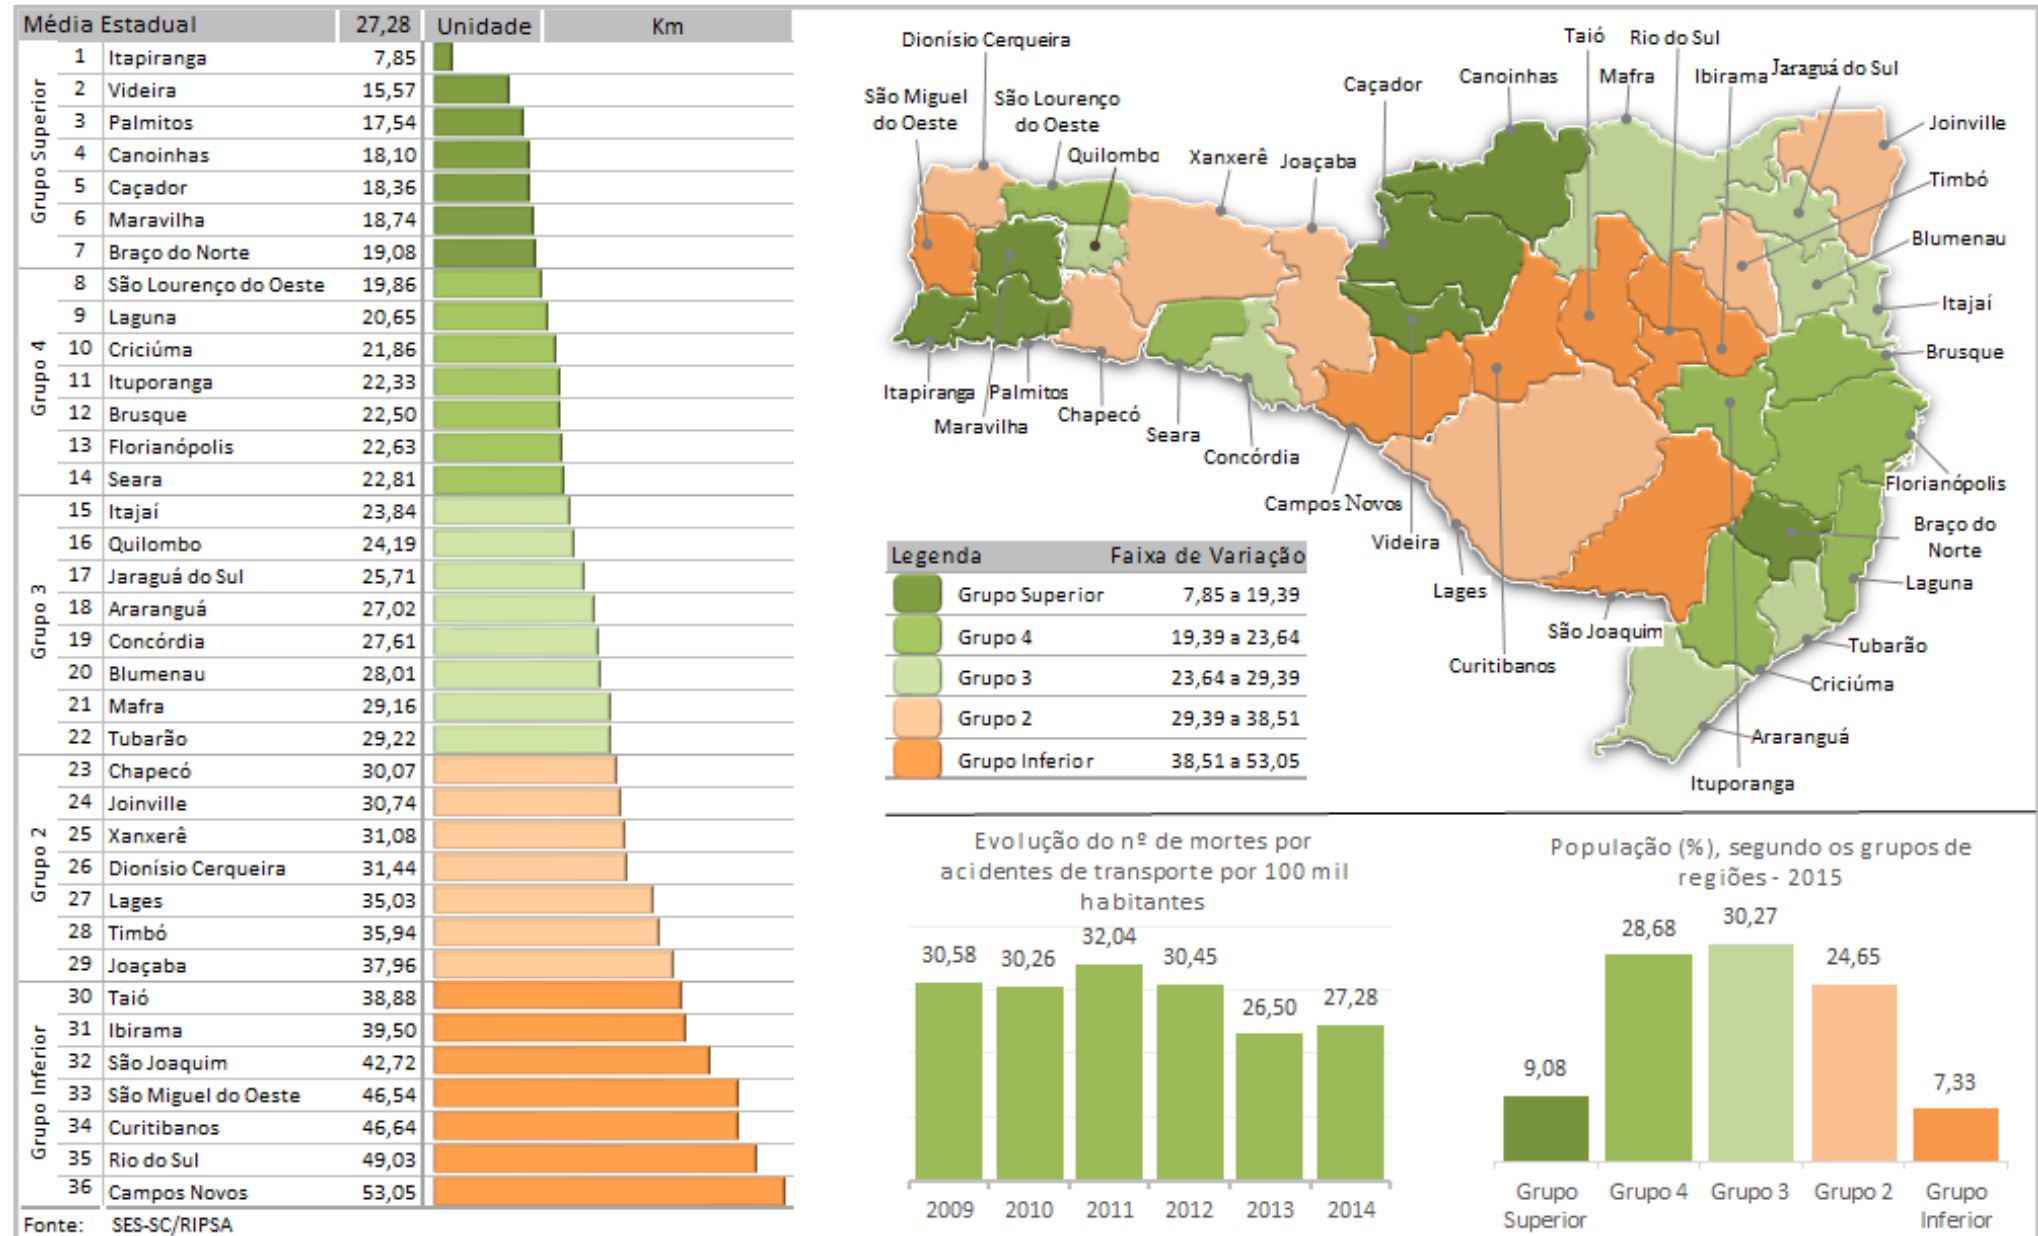 Média Estadual 27,28 Unidade Km
Grupo Superior
1 Itapiranga 7,85
2 Videira 15,57
3 Palmitos 17,54
4 Canoinhas 18,10
5 Caçador 18,36
6 Maravilha 18,74
7 Braço do Norte 19,08
Grupo 4
8 São Lourenço do Oeste 19,86
9 Laguna 20,65
10 Criciúma 21,86
11 Ituporanga 22,33
12 Brusque 22,50
13 Florianópolis 22,63
14 Seara 22,81
Grupo 3
15 Itajaí 23,84
16 Quilombo 24,19
17 Jaraguá do Sul 25,71
18 Araranguá 27,02
19 Concórdia 27,61
20 Blumenau 28,01
21 Mafra 29,16
22 Tubarão 29,22
Grupo 2
23 Chapecó 30,07
24 Joinville 30,74
25 Xanxerê 31,08
26 Dionísio Cerqueira 31,44
27 Lages 35,03
28 Timbó 35,94
29 Joaçaba 37,96
Grupo Inferior
30 Taió 38,88
31 Ibirama 39,50
32 São Joaquim 42,72
33 São Miguel do Oeste 46,54
34 Curitibanos 46,64
35 Rio do Sul 49,03
36 Campos Novos 53,05
Fonte: SES-SC/RIPSA
Dionísio Cerqueira
São Miguel
do Oeste
São Lourenço
do Oeste
Quilombo
Xanxerê
Joaçaba
Caçador
Canoinhas
Taió
Mafra
Rio do Sul
Ibirama
Jaraguá do Sul
Joinville
Timbó
Blumenau
Itajaí
Brusque
Florianópolis
Braço do
Norte
Laguna
Tubarão
Criciúma
Araranguá
Ituporanga
São Joaquim
Curitibanos
Lages
Videira
Campos Novos
Concórdia
Seara
Chapecó
Maravilha
Palmitos
Itapiranga
Legenda Faixa de Variação
Grupo Superior 7,85 a 19,39
Grupo 4 19,39 a 23,64
Grupo 3 23,64 a 29,39
Grupo 2 29,39 a 38,51
Grupo Inferior 38,51 a 53,05
Evolução do nº de mortes por
acidentes de transporte por 100 mil
habitantes
30,58 30,26 32,04 30,45 26,50 27,28
2009 2010 2011 2012 2013 2014
População (%), segundo os grupos de
regiões - 2015
9,08 28,68 30,27 24,65 7,33
Grupo Grupo 4 Grupo 3 Grupo 2 Grupo
Superior Inferior